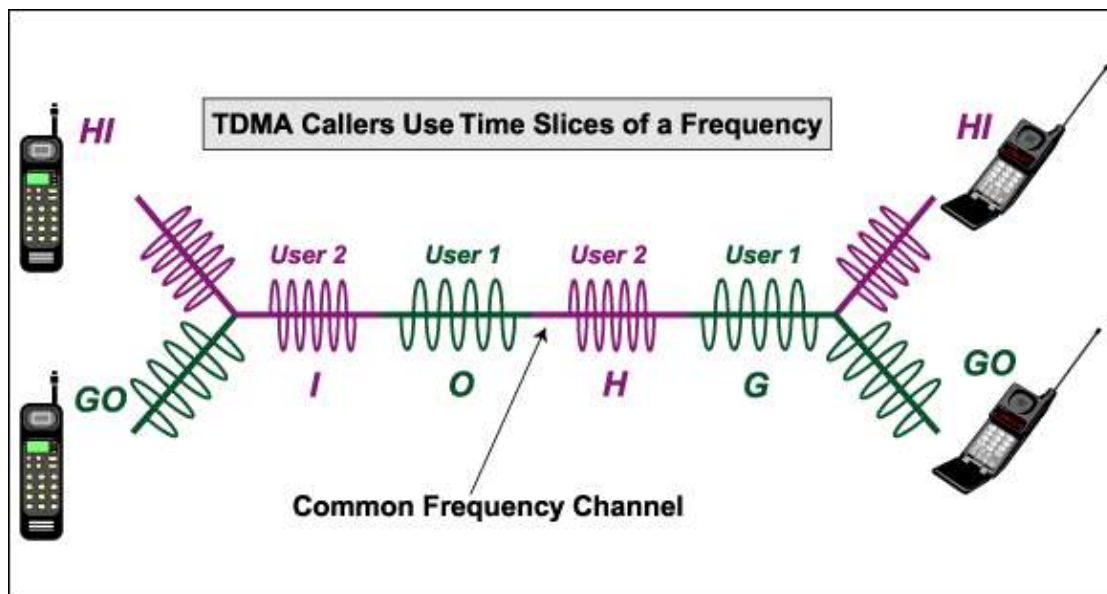 TDMA Callers Use Time Slices of a Frequency
HI
HI
User 2
User 1
User 2
User 1
GO
I
O
H
G
GO
Common Frequency Channel